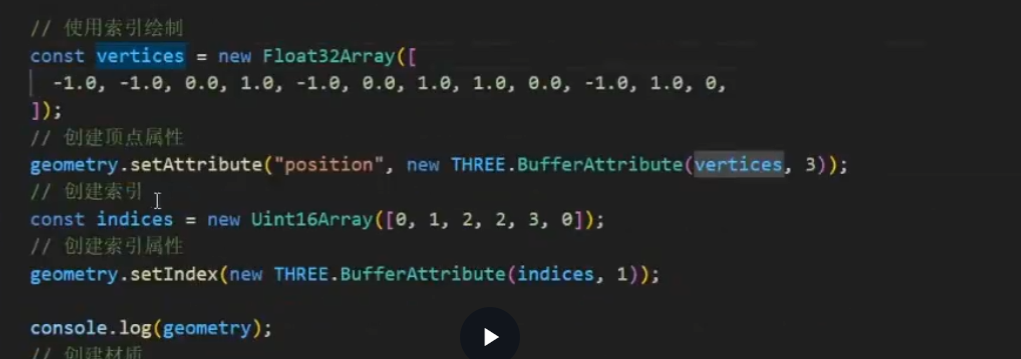 // 使用索引绘制
const vertices = new Float32Array([
-1.0, -1.0, 0.0, 1.0, -1.0, 0.0, 1.0, 1.0, 0.0, -1.0, 1.0, 0,
]);
// 创建顶点属性
geometry.setAttribute("position", new THREE.BufferAttribute(vertices, 3));
// 创建索引
const indices = new Uint16Array([0, 1, 2, 2, 3, 0]);
// 创建索引属性
geometry.setIndex(new THREE.BufferAttribute(indices, 1));
console.log(geometry);
// 创建材质